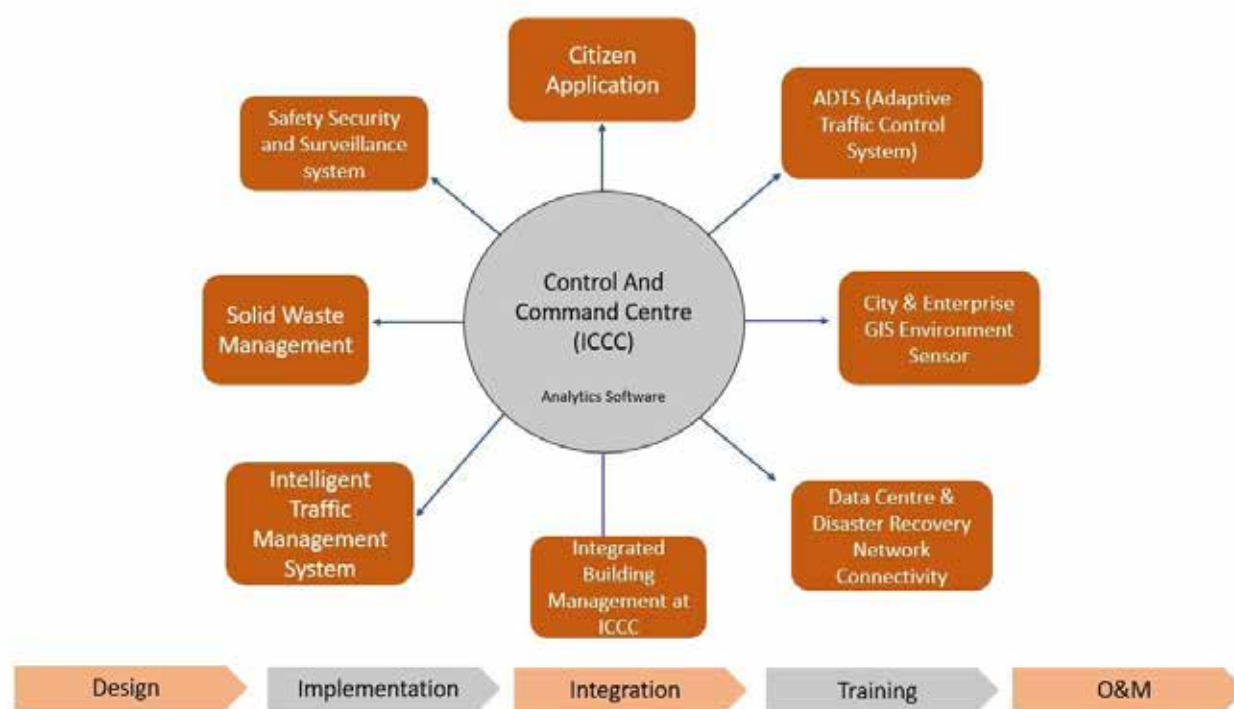 Citizen
Application
Safety Security
and Surveillance
system
ADTS (Adaptive
Traffic Control
System)
Control And
Command Centre
(ICCC)
Analytics Software
Solid Waste
Management
City & Enterprise
GIS Environment
Sensor
Intelligent
Traffic
Management
System
Integrated
Building
Management at
ICCC
Data Centre &
Disaster Recovery
Network
Connectivity
Design
Implementation
Integration
Training
O&M